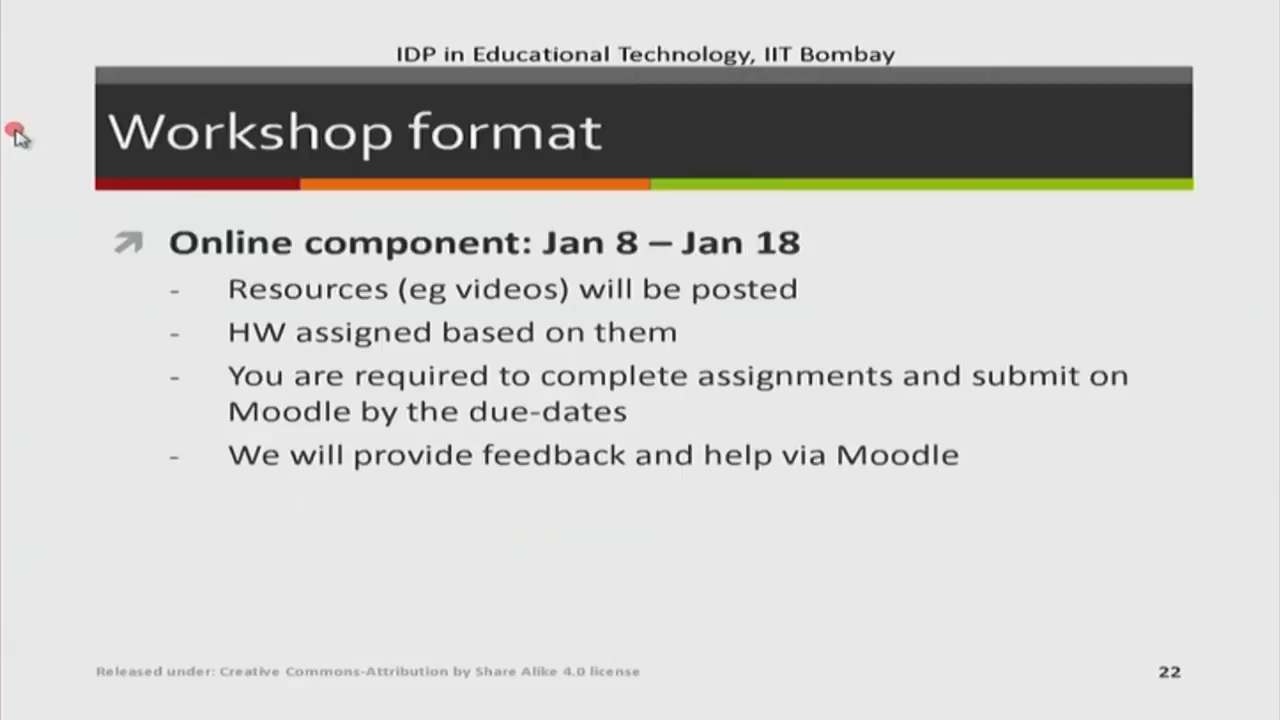 IDP in Educational Technology, IIT Bombay
Workshop format
Online component: Jan 8 – Jan 18
- Resources (eg videos) will be posted
- HW assigned based on them
- You are required to complete assignments and submit on
Moodle by the due-dates
- We will provide feedback and help via Moodle
Released under: Creative Commons-Attribution by Share Alike 4.0 license
22